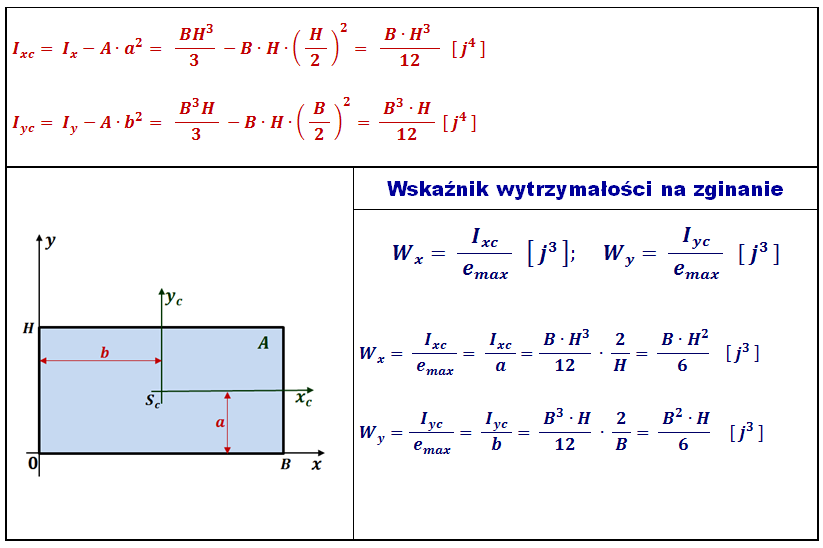 I_xc = I_x − A · a² = BH³/3 − B · H · (H/2)² = B · H³/12 [j⁴]
I_yc = I_y − A · b² = B³H/3 − B · H · (B/2)² = B³ · H/12 [j⁴]
Wskaźnik wytrzymałości na zginanie
W_x = I_xc/e_max [j³]; W_y = I_yc/e_max [j³]
W_x = I_xc/e_max = I_xc/a = B · H³/12 · 2/H = B · H²/6 [j³]
W_y = I_yc/e_max = I_yc/b = B³ · H/12 · 2/B = B² · H/6 [j³]
y
y_c
H
A
b
S_c
x_c
a
0
B
x